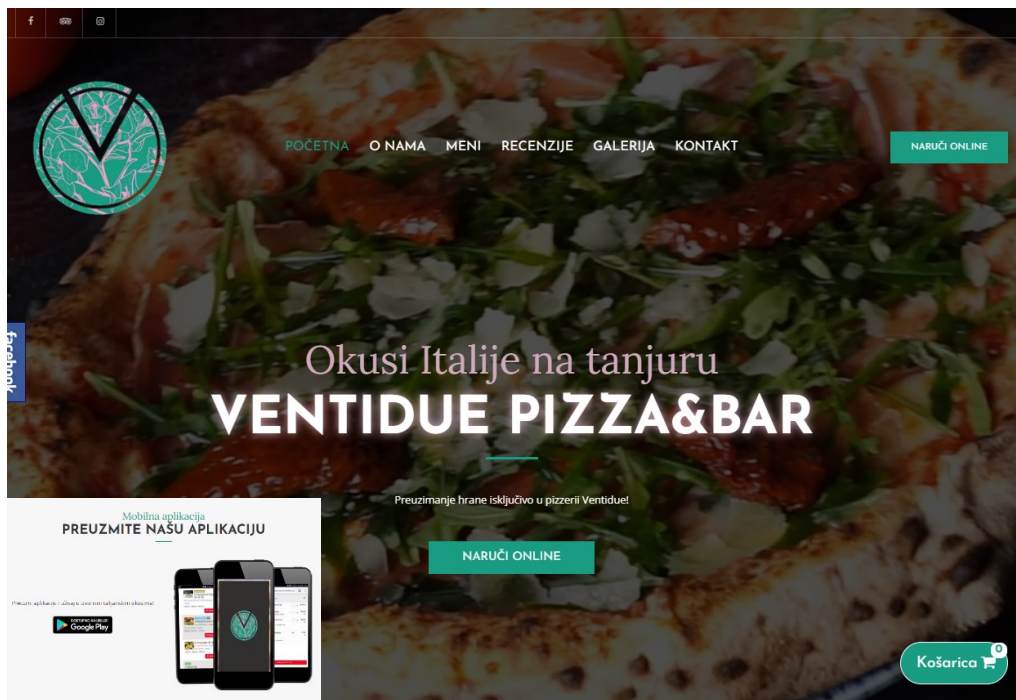 POČETNA O NAMA MENI RECENZIJE GALERIJA KONTAKT
NARUČI ONLINE
facebook
Okusi Italije na tanjuru
VENTIDUE PIZZA&BAR
Preuzimanje hrane isključivo u pizzerii Ventidue!
NARUČI ONLINE
Mobilna aplikacija
PREUZMITE NAŠU APLIKACIJU
Google Play
Košarica
0